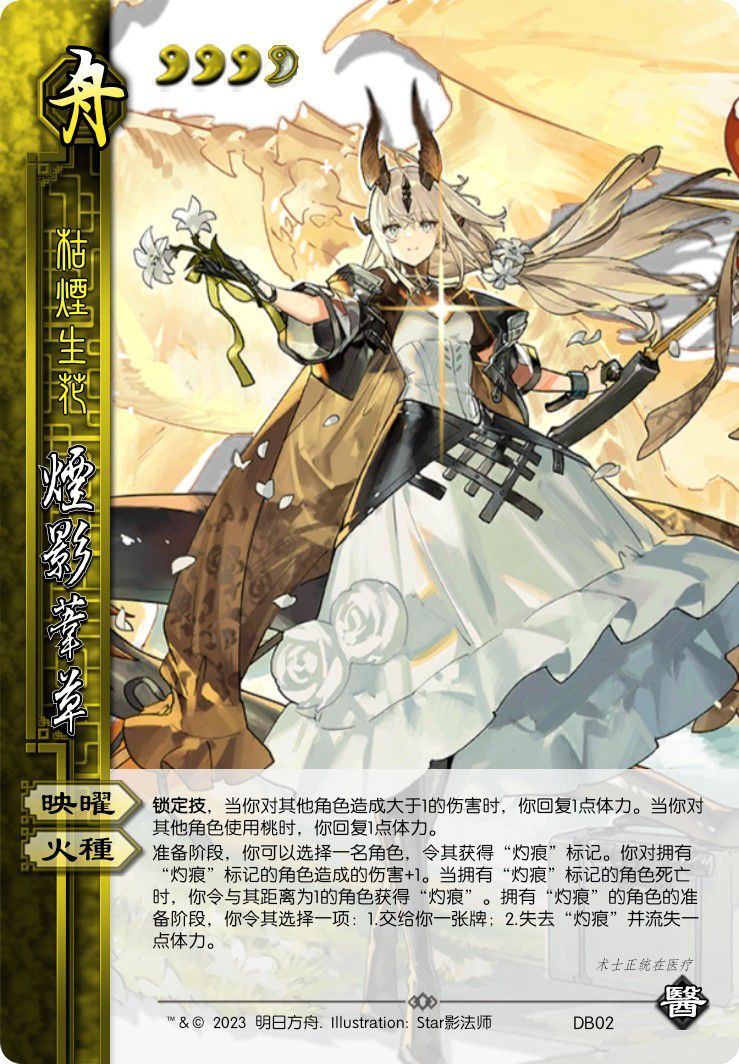 舟
枯煙生花
煙影葦草
映曜
锁定技，当你对其他角色造成大于1的伤害时，你回复1点体力。当你对
其他角色使用桃时，你回复1点体力。
火種
准备阶段，你可以选择一名角色，令其获得“灼痕”标记。你对拥有
“灼痕”标记的角色造成的伤害+1。当拥有“灼痕”标记的角色死亡
时，你令与其距离为1的角色获得“灼痕”。拥有“灼痕”的角色的准
备阶段，你令其选择一项：1.交给你一张牌；2.失去“灼痕”并流失一
点体力。
术士正统在医疗
醫
™&© 2023 明日方舟. Illustration: Star影法师 DB02